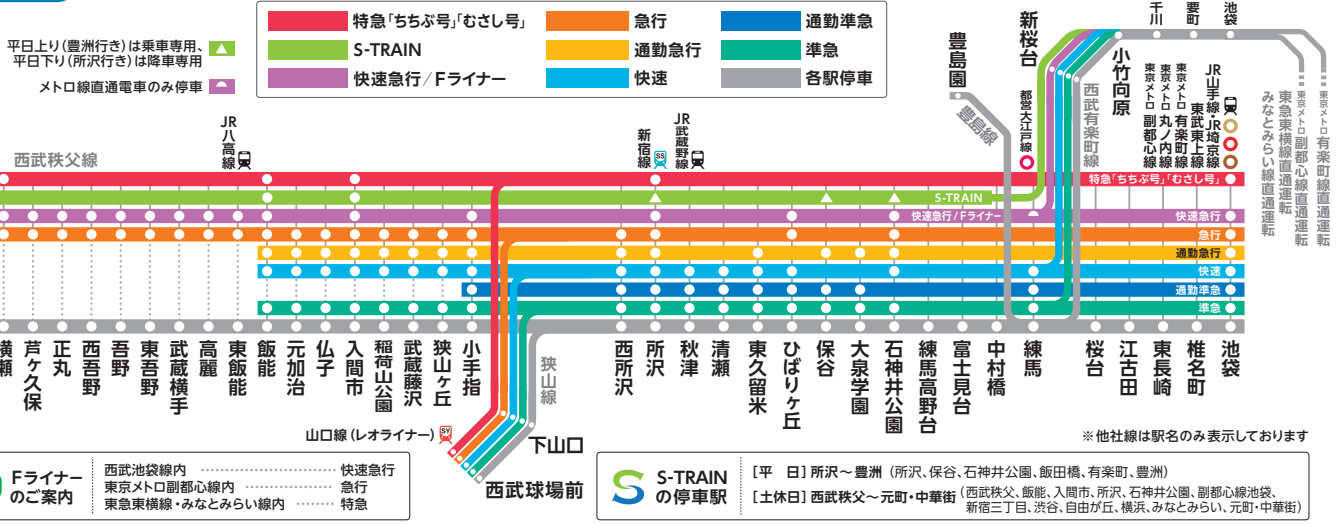 平日上り(豊洲行き)は乗車専用、
平日下り(所沢行き)は降車専用
メトロ線直通電車のみ停車
特急「ちちぶ号」「むさし号」
急行
通勤準急
S-TRAIN
通勤急行
準急
快速急行/Fライナー
快速
各駅停車
西武秩父線
JR八高線
新宿線
SS
JR武蔵野線
豊島園
豊島線
新桜台
都営大江戸線
西武有楽町線
小竹向原
千川
要町
池袋
東京メトロ 副都心線
東京メトロ 丸ノ内線
東京メトロ 有楽町線
東武東上線
JR山手線・JR埼京線
東京メトロ 有楽町線直通運転
東京メトロ 副都心線直通運転
東急東横線直通運転
みなとみらい線直通運転
特急「ちちぶ号」「むさし号」
S-TRAIN
快速急行/Fライナー
快速急行
急行
通勤急行
快速
通勤準急
準急
横瀬
芦ヶ久保
正丸
西吾野
吾野
東吾野
武蔵横手
高麗
東飯能
飯能
元加治
仏子
入間市
稲荷山公園
武蔵藤沢
狭山ヶ丘
小手指
狭山線
西所沢
所沢
秋津
清瀬
東久留米
ひばりヶ丘
保谷
大泉学園
石神井公園
練馬高野台
富士見台
中村橋
練馬
桜台
江古田
東長崎
椎名町
池袋
山口線(レオライナー)
SY
下山口
西武球場前
※他社線は駅名のみ表示しております
Fライナー
のご案内
西武池袋線内 快速急行
東京メトロ副都心線内 急行
東急東横線・みなとみらい線内 特急
S-TRAIN
の停車駅
[平 日] 所沢~豊洲 (所沢、保谷、石神井公園、飯田橋、有楽町、豊洲)
[土休日] 西武秩父~元町・中華街 (西武秩父、飯能、入間市、所沢、石神井公園、副都心線池袋、
新宿三丁目、渋谷、自由が丘、横浜、みなとみらい、元町・中華街)